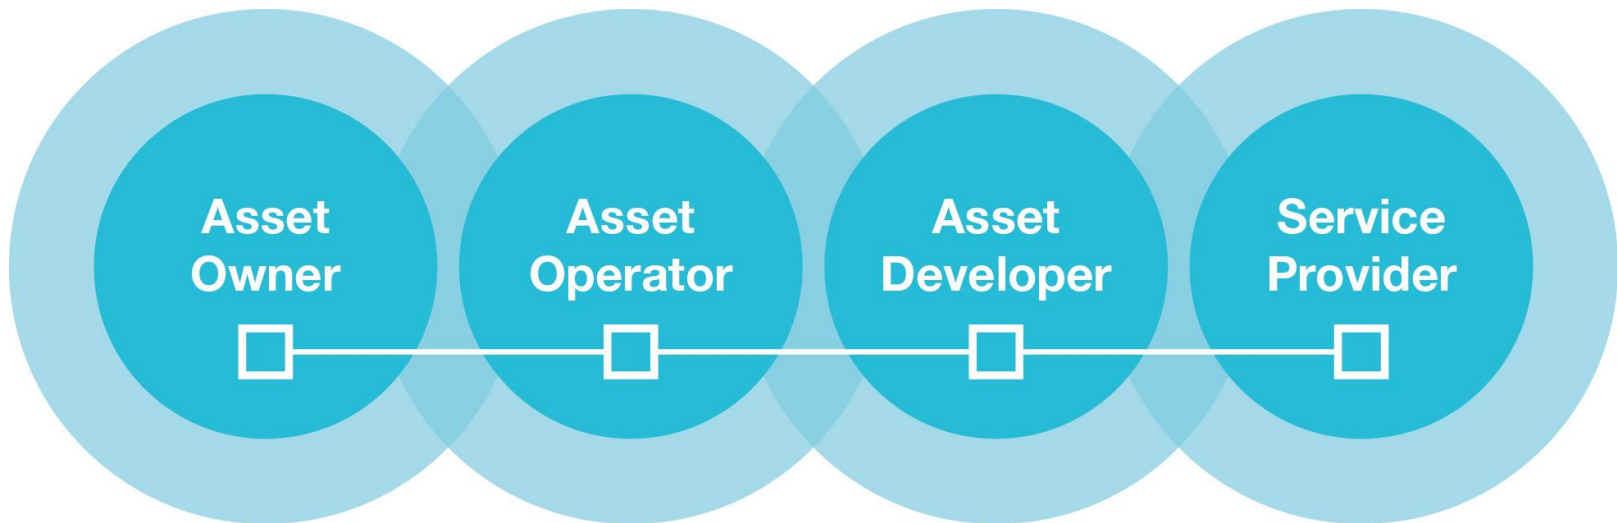 Asset
Owner
Asset
Operator
Asset
Developer
Service
Provider